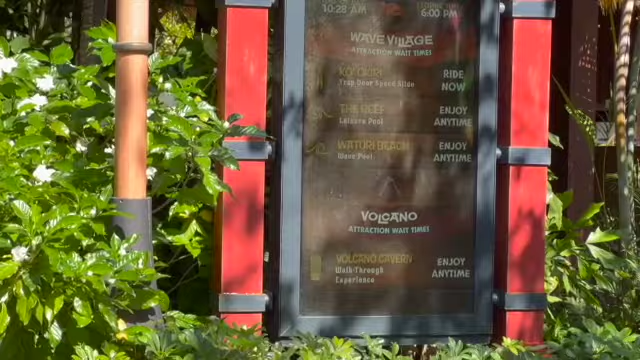 10:28 AM
6:00 PM
WAVE VILLAGE
ATTRACTION WAIT TIMES
KO'OKIRI
Trap Door Speed Slide
RIDE
NOW
THE REEF
Leisure Pool
ENJOY
ANYTIME
WATURI BEACH
Wave Pool
ENJOY
ANYTIME
VOLCANO
ATTRACTION WAIT TIMES
VOLCANO CAVERN
Walk-Through
Experience
ENJOY
ANYTIME